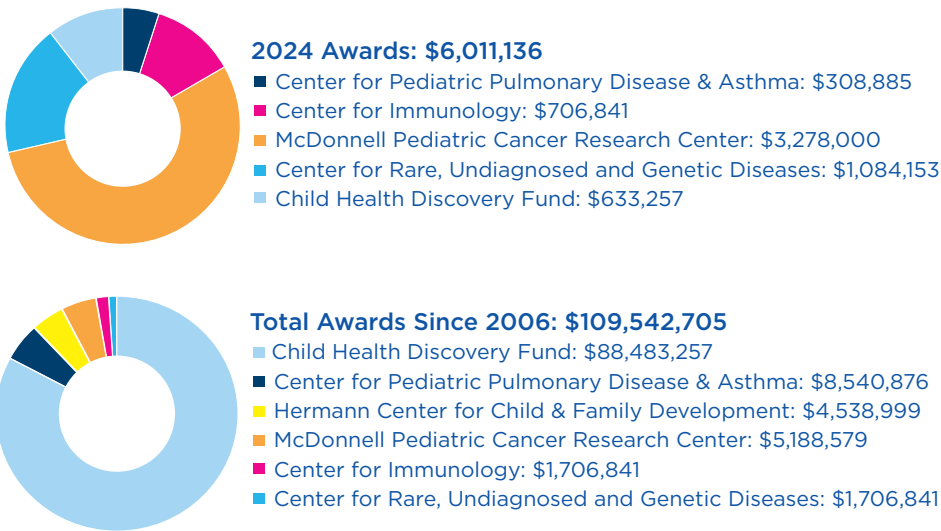 2024 Awards: $6,011,136
Center for Pediatric Pulmonary Disease & Asthma: $308,885
Center for Immunology: $706,841
McDonnell Pediatric Cancer Research Center: $3,278,000
Center for Rare, Undiagnosed and Genetic Diseases: $1,084,153
Child Health Discovery Fund: $633,257
Total Awards Since 2006: $109,542,705
Child Health Discovery Fund: $88,483,257
Center for Pediatric Pulmonary Disease & Asthma: $8,540,876
Hermann Center for Child & Family Development: $4,538,999
McDonnell Pediatric Cancer Research Center: $5,188,579
Center for Immunology: $1,706,841
Center for Rare, Undiagnosed and Genetic Diseases: $1,706,841